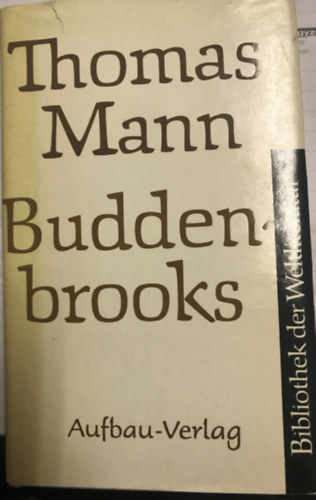 Thomas
Mann
Budden-
brooks
Aufbau-Verlag
Bibliothek der Weltliteratur